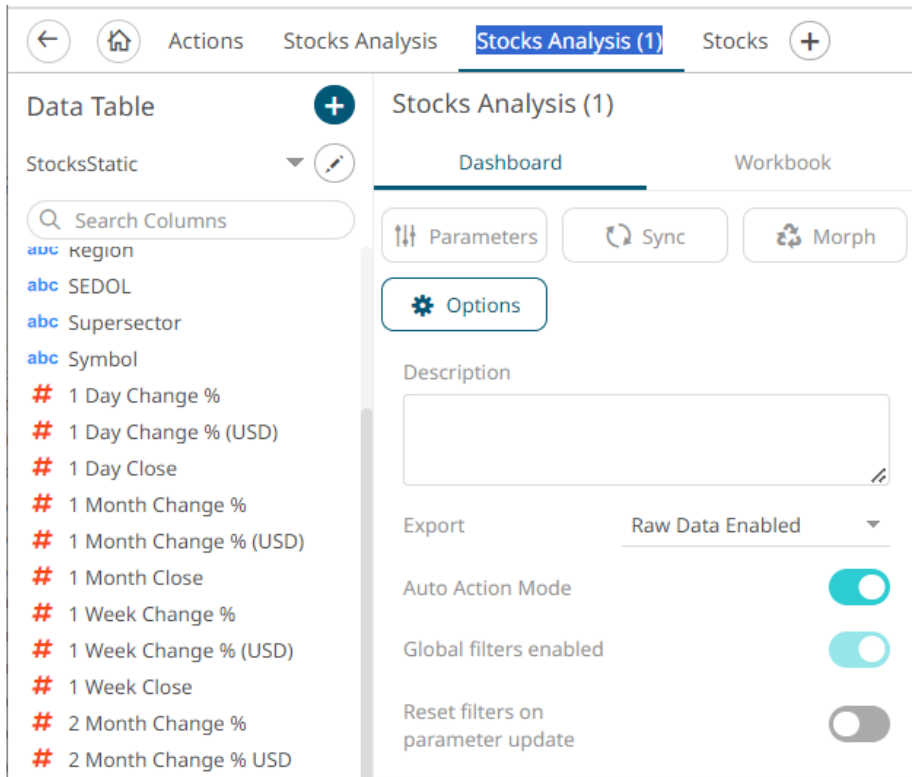 Actions Stocks Analysis Stocks Analysis (1) Stocks
Data Table
StocksStatic
Search Columns
abc Region
abc SEDOL
abc Supersector
abc Symbol
# 1 Day Change %
# 1 Day Change % (USD)
# 1 Day Close
# 1 Month Change %
# 1 Month Change % (USD)
# 1 Month Close
# 1 Week Change %
# 1 Week Change % (USD)
# 1 Week Close
# 2 Month Change %
# 2 Month Change % USD
Stocks Analysis (1)
Dashboard Workbook
Parameters Sync Morph
Options
Description
Export Raw Data Enabled
Auto Action Mode
Global filters enabled
Reset filters on
parameter update